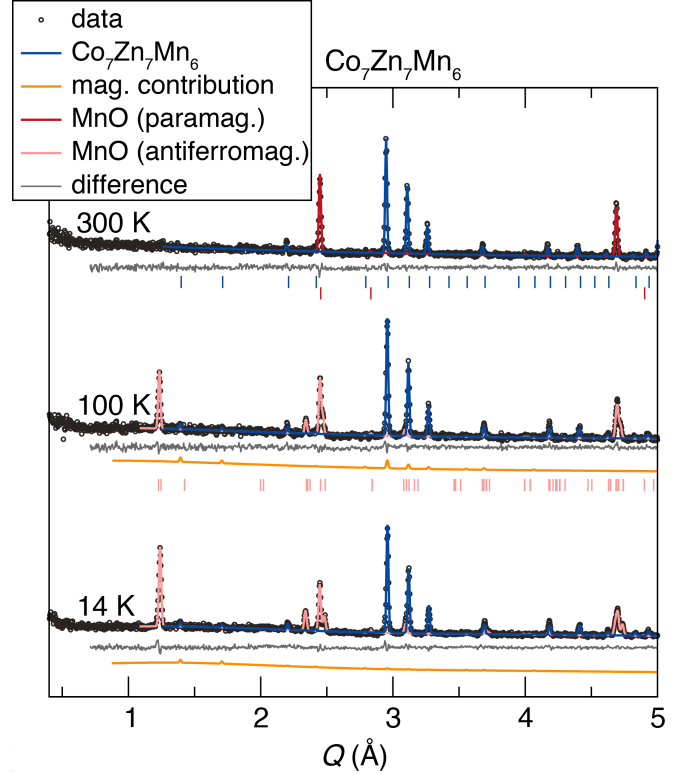 data
Co₇Zn₇Mn₆
mag. contribution
MnO (paramag.)
MnO (antiferromag.)
difference
Co₇Zn₇Mn₆
300 K
100 K
14 K
1 2 3 4 5
Q (Å)